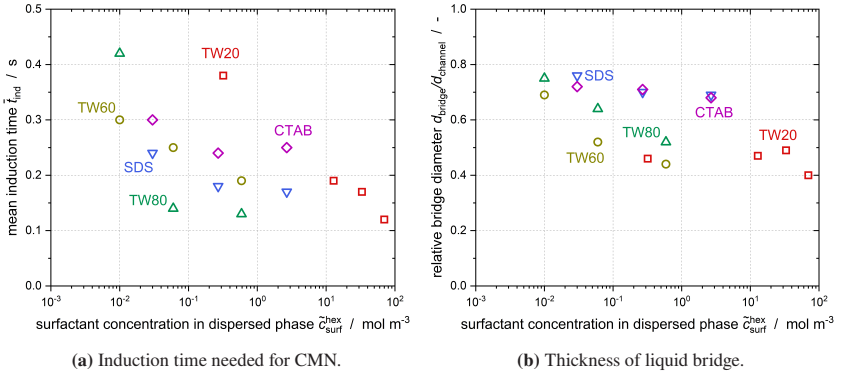 0.5
0.4
0.3
0.2
0.1
0.0
mean induction time t̃ind / s
TW20
TW60
CTAB
SDS
TW80
10-3 10-2 10-1 100 101 102
surfactant concentration in dispersed phase c̃surfhex / mol m-3
(a) Induction time needed for CMN.
1.0
0.8
0.6
0.4
0.2
0.0
relative bridge diameter dbridge/dchannel / -
SDS
CTAB
TW80
TW20
TW60
10-3 10-2 10-1 100 101 102
surfactant concentration in dispersed phase c̃surfhex / mol m-3
(b) Thickness of liquid bridge.